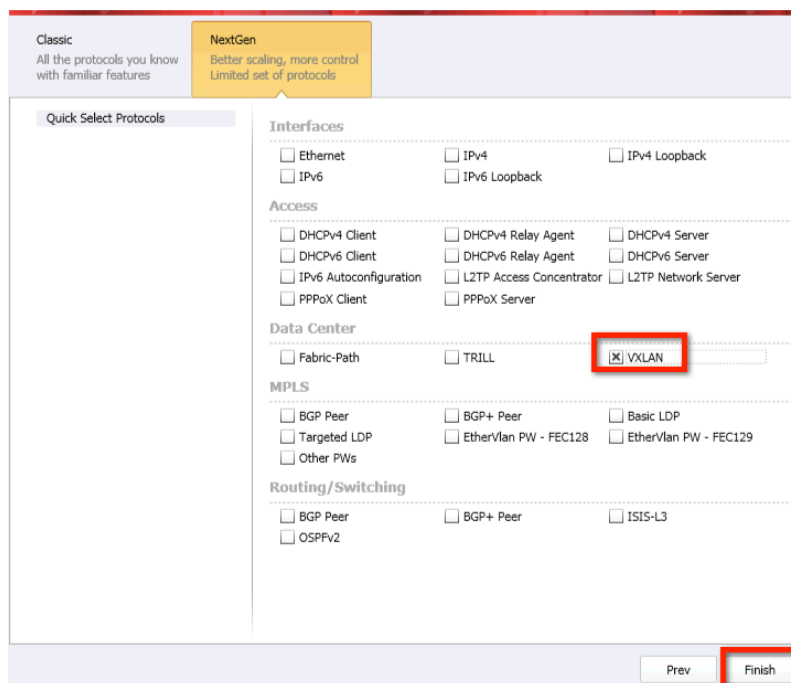 Classic
All the protocols you know
with familiar features
NextGen
Better scaling, more control
Limited set of protocols
Quick Select Protocols
Interfaces
Ethernet IPv4 IPv4 Loopback
IPv6 IPv6 Loopback
Access
DHCPv4 Client DHCPv4 Relay Agent DHCPv4 Server
DHCPv6 Client DHCPv6 Relay Agent DHCPv6 Server
IPv6 Autoconfiguration L2TP Access Concentrator L2TP Network Server
PPPoX Client PPPoX Server
Data Center
Fabric-Path TRILL VXLAN
MPLS
BGP Peer BGP+ Peer Basic LDP
Targeted LDP EtherVlan PW - FEC128 EtherVlan PW - FEC129
Other PWs
Routing/Switching
BGP Peer BGP+ Peer ISIS-L3
OSPFv2
Prev Finish